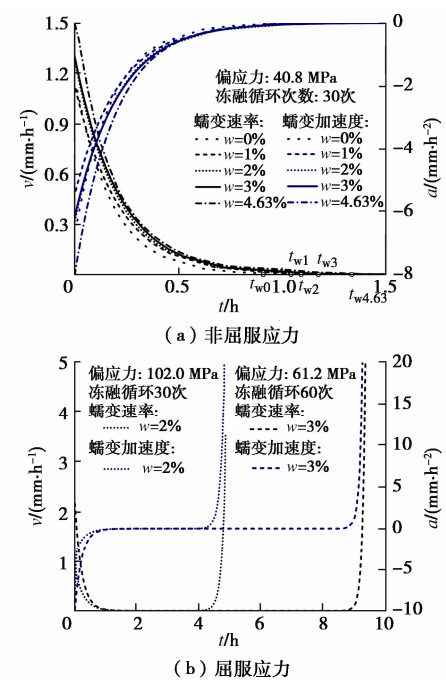 1.5
1.2
0.9
0.6
0.3
v/(mm·h⁻¹)
0
-2
-4
-6
-8
a/(mm·h⁻²)
偏应力: 40.8 MPa
冻融循环次数: 30次
蠕变速率: 蠕变加速度:
w=0% w=0%
w=1% w=1%
w=2% w=2%
w=3% w=3%
w=4.63% w=4.63%
tw1 tw3
tw0 tw2 tw4.63
0 0.5 1.0 1.5
t/h
(a) 非屈服应力
5
4
3
2
1
v/(mm·h⁻¹)
20
15
10
5
0
-5
-10
a/(mm·h⁻²)
偏应力: 102.0 MPa 偏应力: 61.2 MPa
冻融循环30次 冻融循环60次
蠕变速率: 蠕变速率:
w=2% w=3%
蠕变加速度: 蠕变加速度:
w=2% w=3%
0 2 4 6 8 10
t/h
(b) 屈服应力